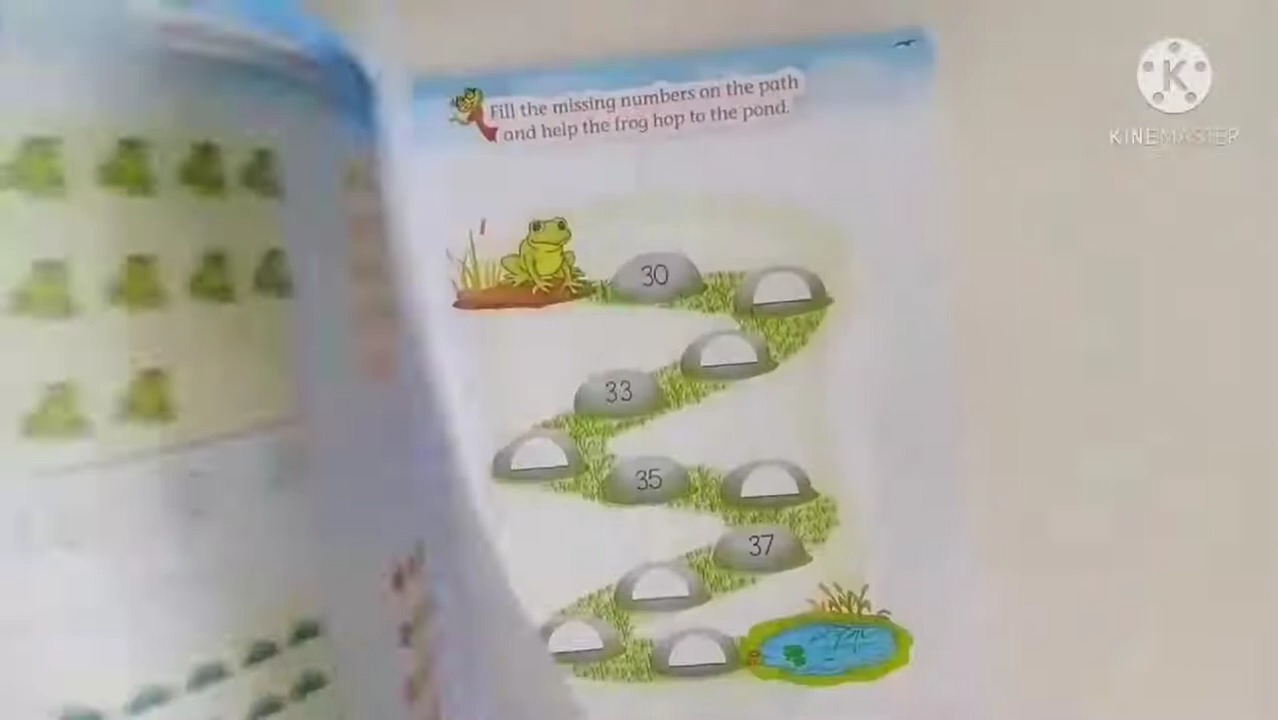 Fill the missing numbers on the path
and help the frog hop to the pond.
30
33
35
37
K
KINEMASTER